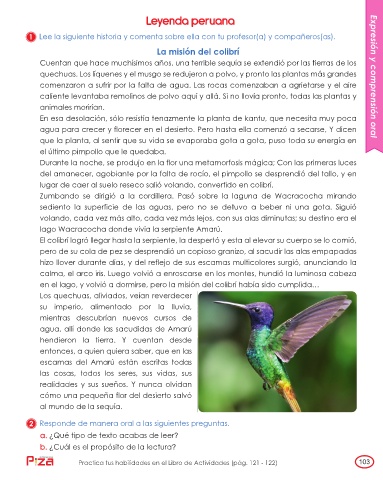 Leyenda peruana
1 Lee la siguiente historia y comenta sobre ella con tu profesor(a) y compañeros(as).
La misión del colibrí
Cuentan que hace muchísimos años, una terrible sequía se extendió por las tierras de los
quechuas. Los líquenes y el musgo se redujeron a polvo, y pronto las plantas más grandes
comenzaron a sufrir por la falta de agua. Las rocas comenzaban a agrietarse y el aire
caliente levantaba remolinos de polvo aquí y allá. Si no llovía pronto, todas las plantas y
animales morirían.
En esa desolación, sólo resistía tenazmente la planta de kantu, que necesita muy poca
agua para crecer y florecer en el desierto. Pero hasta ella comenzó a secarse. Y dicen
que la planta, al sentir que su vida se evaporaba gota a gota, puso toda su energía en
el último pimpollo que le quedaba.
Durante la noche, se produjo en la flor una metamorfosis mágica; Con las primeras luces
del amanecer, agobiante por la falta de rocío, el pimpollo se desprendió del tallo, y en
lugar de caer al suelo reseco salió volando, convertido en colibrí.
Zumbando se dirigió a la cordillera. Pasó sobre la laguna de Wacracocha mirando
sediento la superficie de las aguas, pero no se detuvo a beber ni una gota. Siguió
volando, cada vez más alto, cada vez más lejos, con sus alas diminutas; su destino era el
lago Wacracocha donde vivía la serpiente Amarú.
El colibrí logró llegar hasta la serpiente, la despertó y esta al elevar su cuerpo se lo comió,
pero de su cola de pez se desprendió un copioso granizo, al sacudir las alas empapadas
hizo llover durante días, y del reflejo de sus escamas multicolores surgió, anunciando la
calma, el arco iris. Luego volvió a enroscarse en los montes, hundió la luminosa cabeza
en el lago, y volvió a dormirse, pero la misión del colibrí había sido cumplida…
Los quechuas, aliviados, veían reverdecer
su imperio, alimentado por la lluvia,
mientras descubrían nuevos cursos de
agua, allí donde las sacudidas de Amarú
hendieron la tierra. Y cuentan desde
entonces, a quien quiera saber, que en las
escamas del Amarú están escritas todas
las cosas, todos los seres, sus vidas, sus
realidades y sus sueños. Y nunca olvidan
cómo una pequeña flor del desierto salvó
al mundo de la sequía.
2 Responde de manera oral a las siguientes preguntas.
a. ¿Qué tipo de texto acabas de leer?
b. ¿Cuál es el propósito de la lectura?
Practica tus habilidades en el Libro de Actividades (pág. 121 - 122)
103
Expresión y comprensión oral